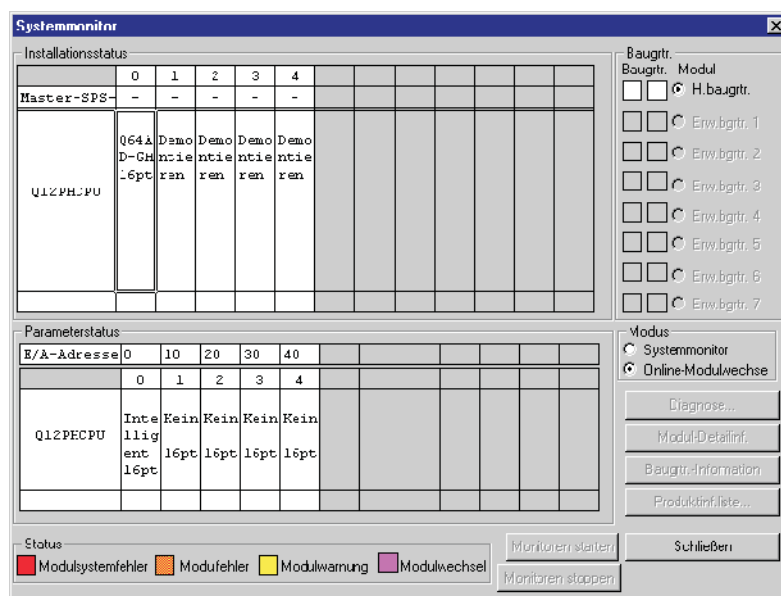 Systemmonitor
Installationsstatus
0 1 2 3 4
Master-SPS- - - - - -
Q64A Demo Demo Demo Demo
D-GH ntie ntie ntie ntie
16pt ren ren ren ren
Q12PHCPU
Baugrtr.
Baugrtr. Modul
H.baugrtr.
Erw.bgrtr. 1
Erw.bgrtr. 2
Erw.bgrtr. 3
Erw.bgrtr. 4
Erw.bgrtr. 5
Erw.bgrtr. 6
Erw.bgrtr. 7
Parameterstatus
E/A-Adresse 0 10 20 30 40
0 1 2 3 4
Inte Kein Kein Kein Kein
llig
ent 16pt 16pt 16pt 16pt
16pt
Q12PECPU
Modus
Systemmonitor
Online-Modulwechse
Diagnose...
Modul-Detailinf.
Baugrtr.-Information
Produktinf.liste...
Status
Modulsystemfehler Modufehler Modulwarnung Modulwechsel
Monitoren starten
Monitoren stoppen
Schließen